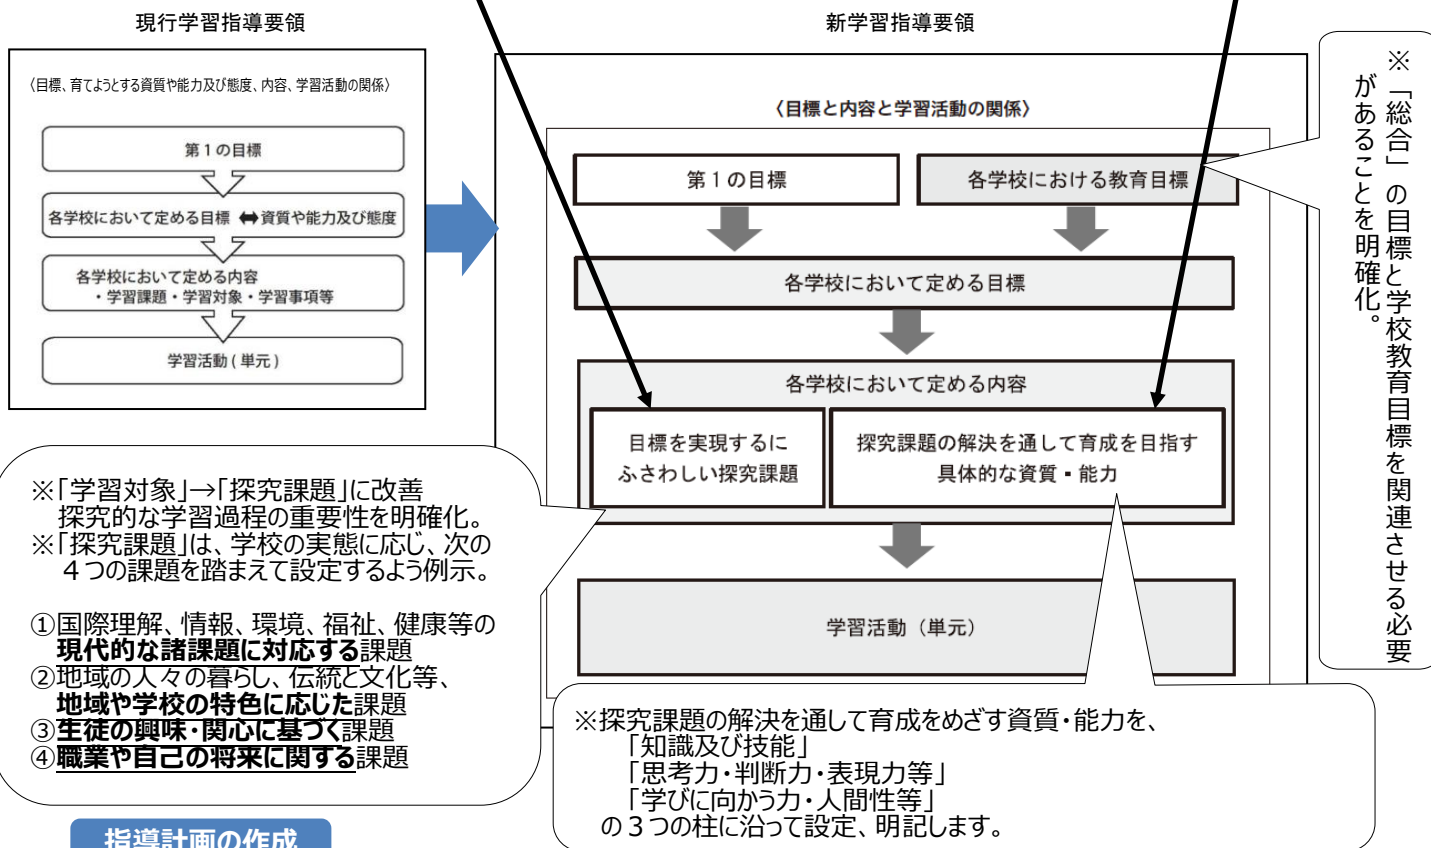 現行学習指導要領
〈目標、育てようとする資質や能力及び態度、内容、学習活動の関係〉
第1の目標
各学校において定める目標 ⬌ 資質や能力及び態度
各学校において定める内容
・学習課題・学習対象・学習事項等
学習活動(単元)
新学習指導要領
〈目標と内容と学習活動の関係〉
第1の目標
各学校における教育目標
各学校において定める目標
各学校において定める内容
目標を実現するに
ふさわしい探究課題
探究課題の解決を通して育成を目指す
具体的な資質・能力
学習活動(単元)
※「総合」の目標と学校教育目標を関連させる必要
があることを明確化。
※「学習対象」→「探究課題」に改善
探究的な学習過程の重要性を明確化。
※「探究課題」は、学校の実態に応じ、次の
4つの課題を踏まえて設定するよう例示。
①国際理解、情報、環境、福祉、健康等の
現代的な諸課題に対応する課題
②地域の人々の暮らし、伝統と文化等、
地域や学校の特色に応じた課題
③生徒の興味・関心に基づく課題
④職業や自己の将来に関する課題
※探究課題の解決を通して育成をめざす資質・能力を、
「知識及び技能」
「思考力・判断力・表現力等」
「学びに向かう力・人間性等」
の3つの柱に沿って設定、明記します。
指導計画の作成